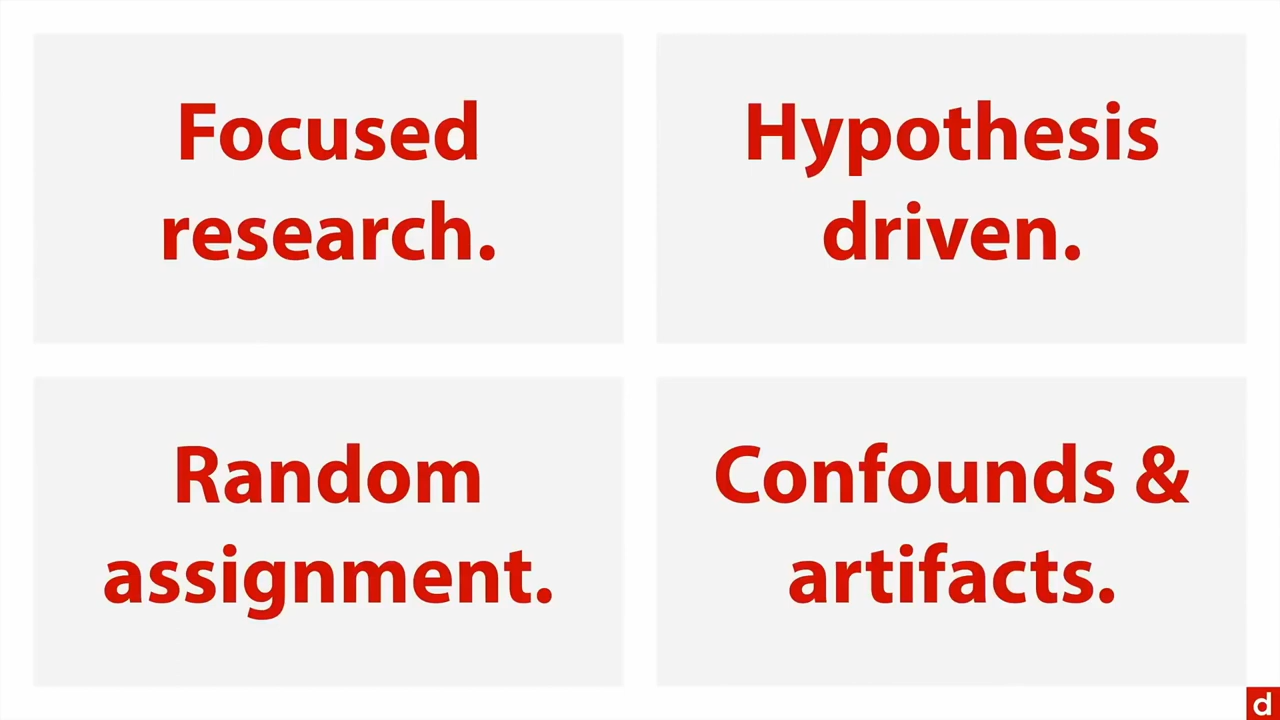 Focused
research.
Hypothesis
driven.
Random
assignment.
Confounds &
artifacts.
d